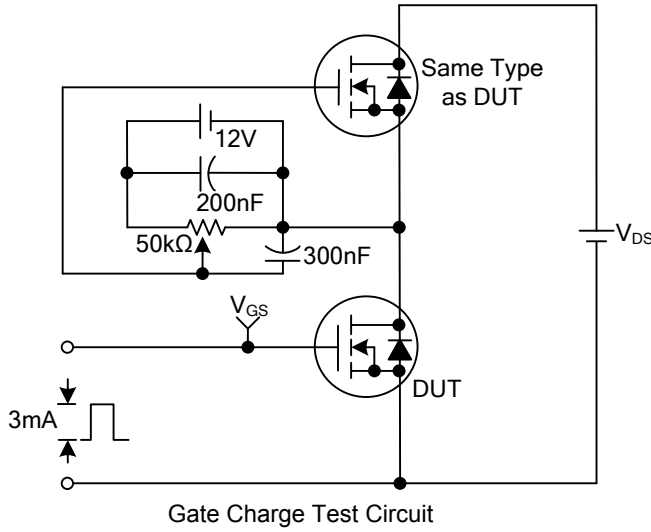 Same Type
as DUT
12V
200nF
50kΩ
300nF
V_DS
V_GS
DUT
3mA
Gate Charge Test Circuit